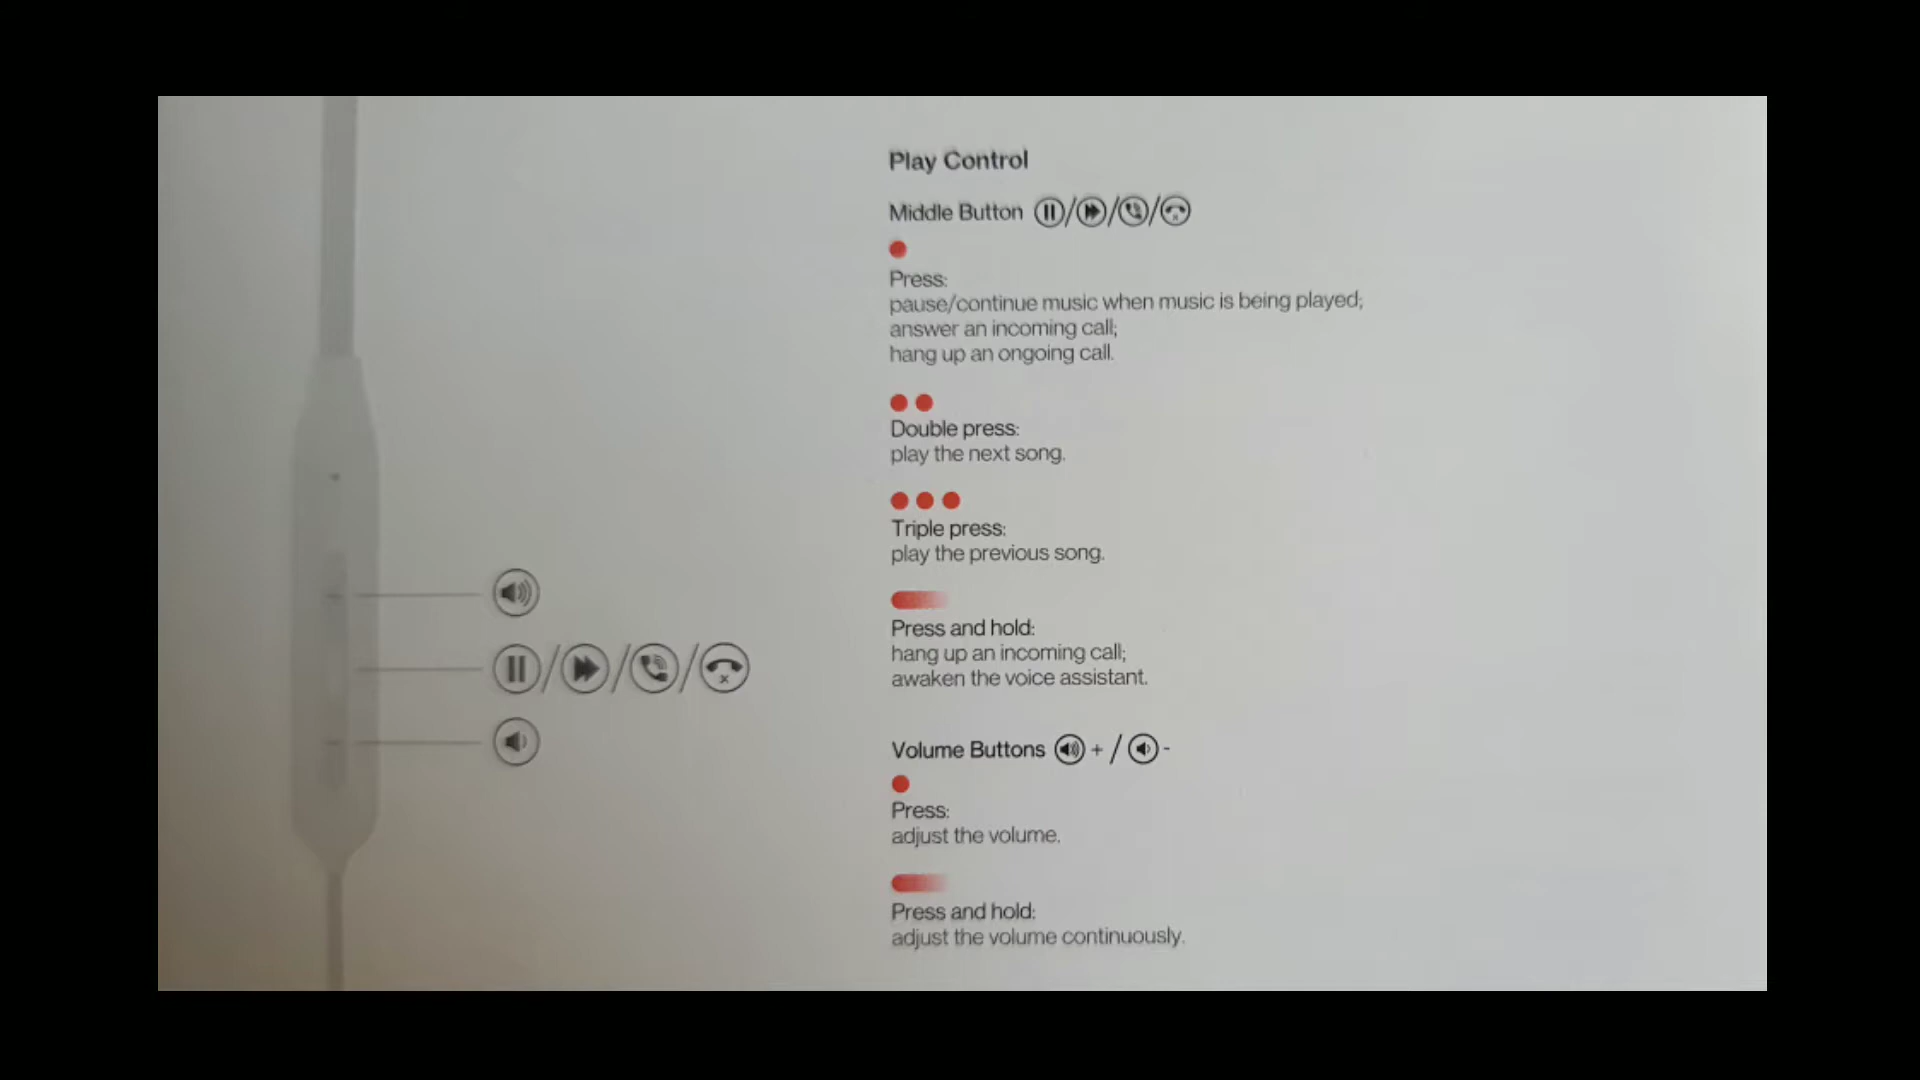 Play Control
Middle Button
Press:
pause/continue music when music is being played;
answer an incoming call;
hang up an ongoing call.
Double press:
play the next song.
Triple press:
play the previous song.
Press and hold:
hang up an incoming call;
awaken the voice assistant.
Volume Buttons + / -
Press:
adjust the volume.
Press and hold:
adjust the volume continuously.